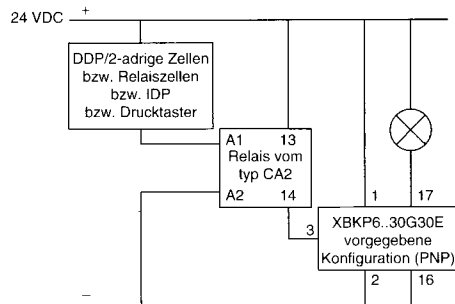 24 VDC +
DDP/2-adrige Zellen
bzw. Relaiszellen
bzw. IDP
bzw. Drucktaster
A1 13
Relais vom
typ CA2
A2 14
1 17
3
XBKP6..30G30E
vorgegebene
Konfiguration (PNP)
2 16
–